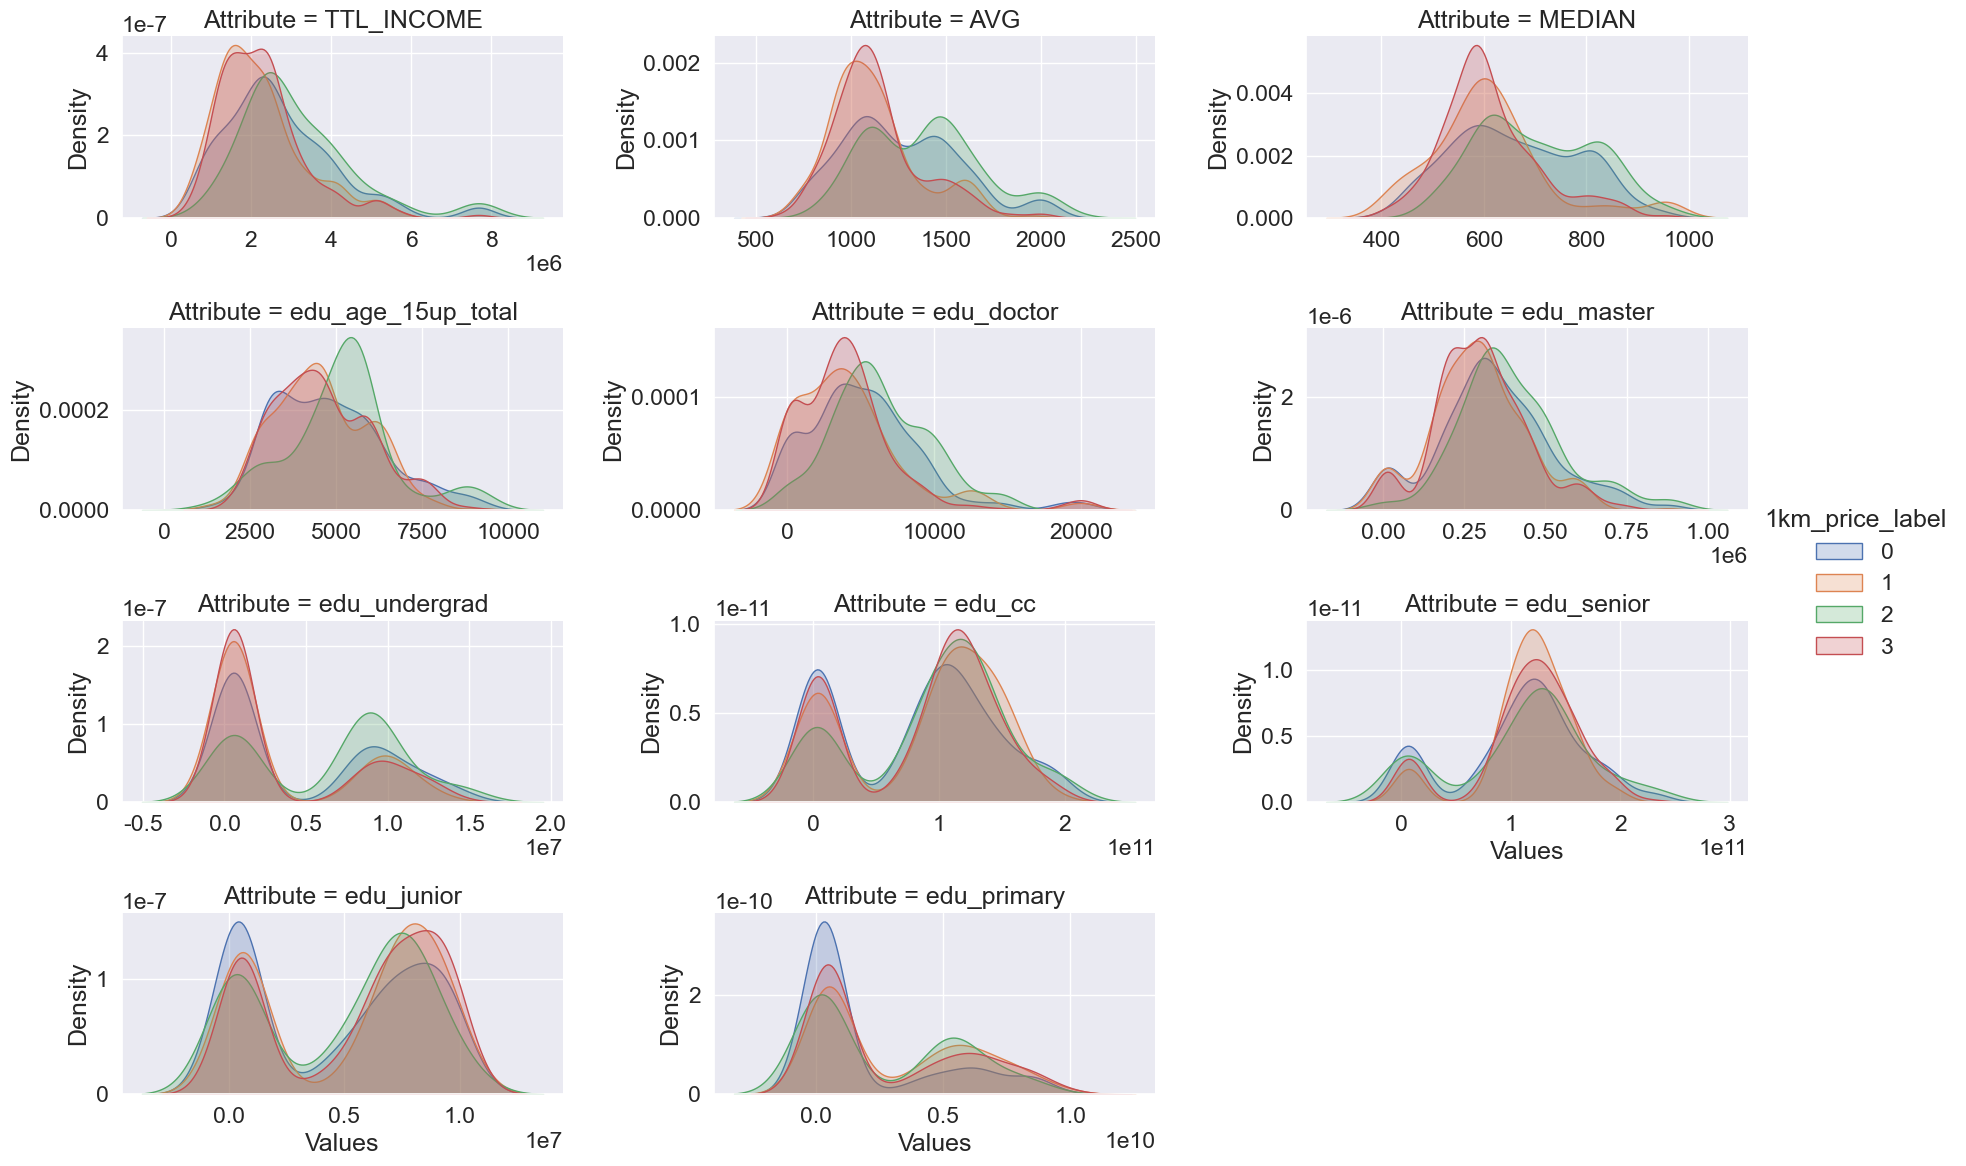 Attribute = TTL_INCOME
1e-7
Density
4
2
0
0 2 4 6 8
1e6
Attribute = AVG
Density
0.002
0.001
0.000
500 1000 1500 2000 2500
Attribute = MEDIAN
Density
0.004
0.002
0.000
400 600 800 1000
Attribute = edu_age_15up_total
Density
0.0002
0.0000
0 2500 5000 7500 10000
Attribute = edu_doctor
Density
0.0001
0.0000
0 10000 20000
Attribute = edu_master
1e-6
Density
2
0
0.00 0.25 0.50 0.75 1.00
1e6
1km_price_label
0
1
2
3
Attribute = edu_undergrad
1e-7
Density
2
1
0
-0.5 0.0 0.5 1.0 1.5 2.0
1e7
Attribute = edu_cc
1e-11
Density
1.0
0.5
0.0
0 1 2
1e11
Attribute = edu_senior
1e-11
Density
1.0
0.5
0.0
0 1 2 3
Values
1e11
Attribute = edu_junior
1e-7
Density
1
0
0.0 0.5 1.0
Values
1e7
Attribute = edu_primary
1e-10
Density
2
0
0.0 0.5 1.0
Values
1e10